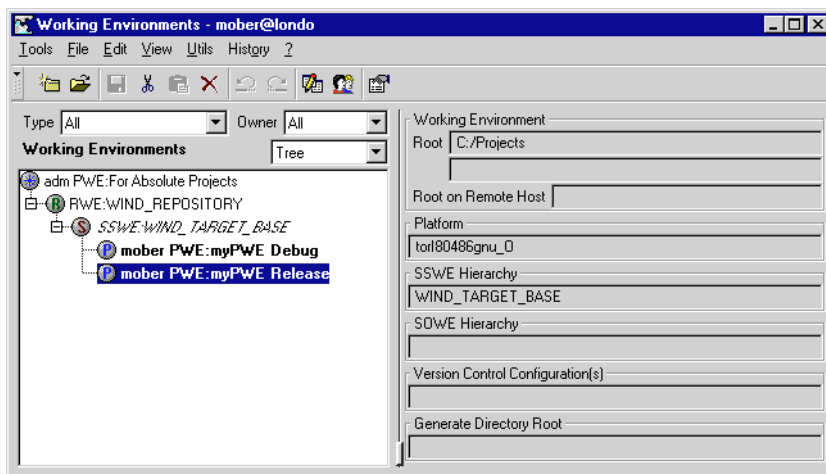 Working Environments - mober@londo
Tools File Edit View Utils History ?
Type All Owner All
Working Environments Tree
adm PWE:For Absolute Projects
R RWE:WIND_REPOSITORY
S SSWE:WIND_TARGET_BASE
P mober PWE:myPWE Debug
P mober PWE:myPWE Release
Working Environment
Root C:/Projects
Root on Remote Host
Platform
torI80486gnu_O
SSWE Hierarchy
WIND_TARGET_BASE
SOWE Hierarchy
Version Control Configuration(s)
Generate Directory Root